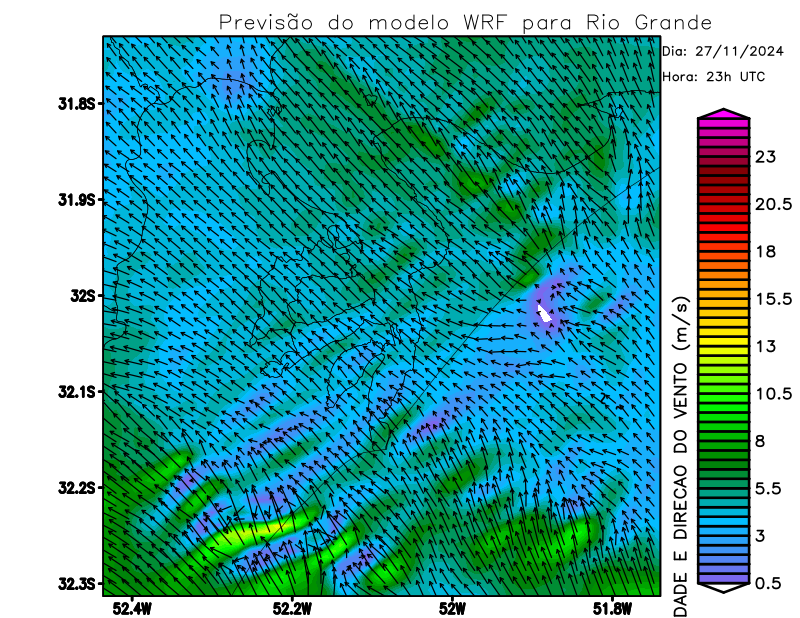 Previsão do modelo WRF para Rio Grande
Dia: 27/11/2024
Hora: 23h UTC
31.8S
31.9S
32S
32.1S
32.2S
32.3S
52.4W
52.2W
52W
51.8W
23
20.5
18
15.5
13
10.5
8
5.5
3
0.5
DADE E DIRECAO DO VENTO (m/s)